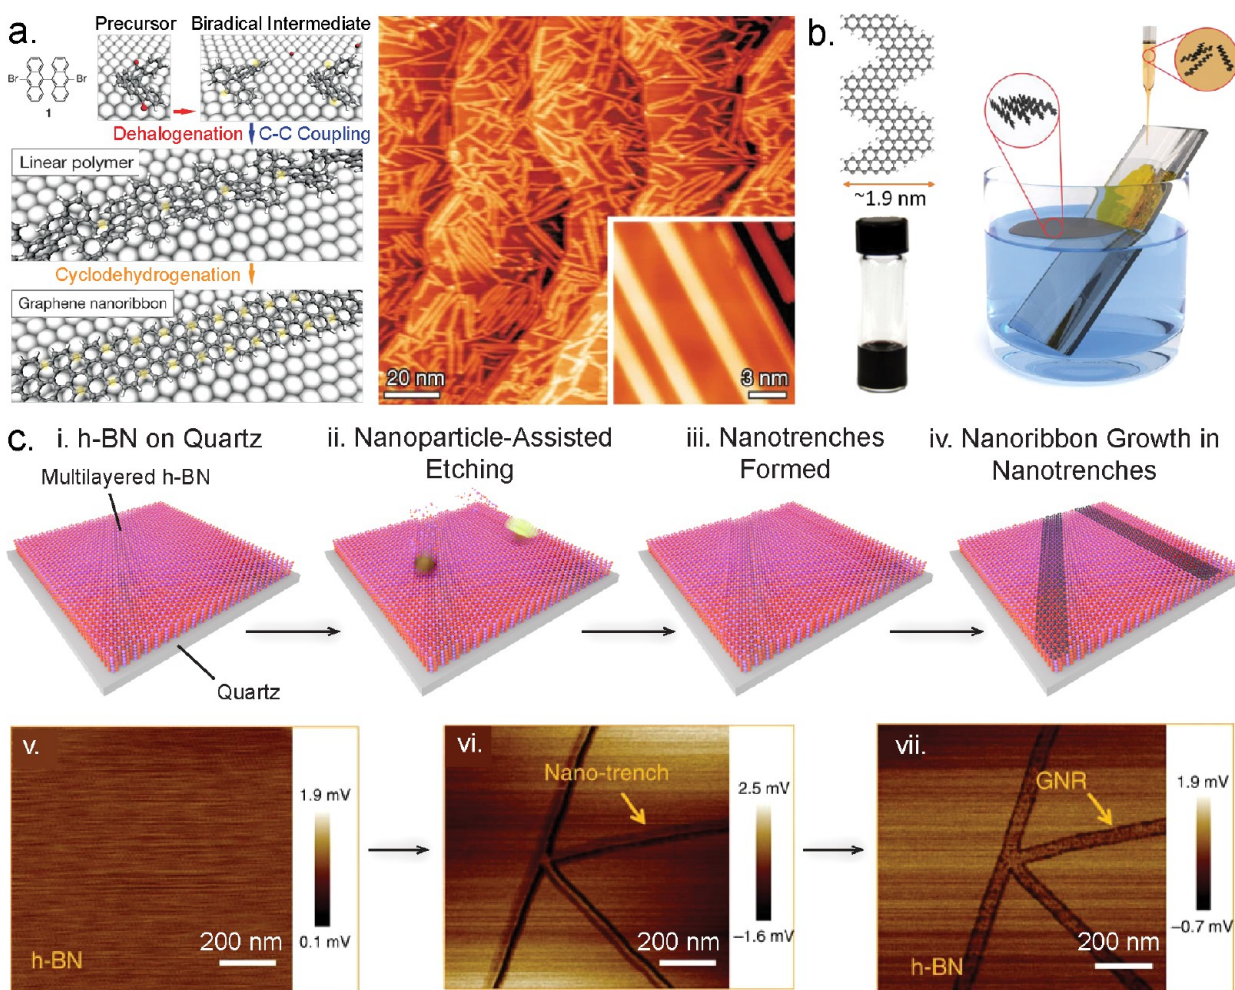 a.
Precursor
Biradical Intermediate
Br
Br
1
Dehalogenation
C-C Coupling
Linear polymer
Cyclodehydrogenation
Graphene nanoribbon
20 nm
3 nm
b.
~1.9 nm
c.
i. h-BN on Quartz
Multilayered h-BN
Quartz
ii. Nanoparticle-Assisted
Etching
iii. Nanotrenches
Formed
iv. Nanoribbon Growth in
Nanotrenches
v.
h-BN
200 nm
1.9 mV
0.1 mV
vi.
Nano-trench
200 nm
2.5 mV
−1.6 mV
vii.
GNR
h-BN
200 nm
1.9 mV
−0.7 mV